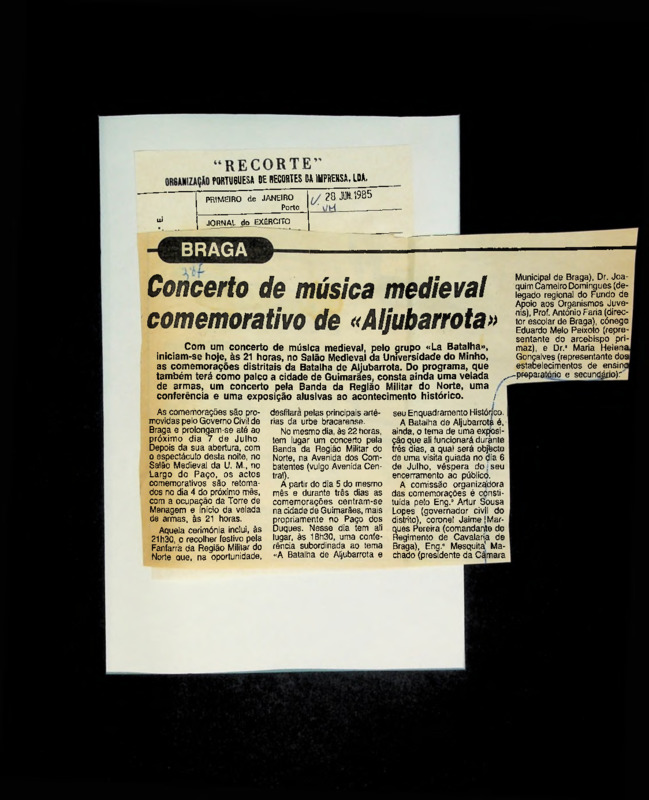 "RECORTE"
ORGANIZAÇÃO PORTUGUESA DE RECORTES DA IMPRENSA, LDA.
PRIMEIRO de JANEIRO
Porto
28 JUN. 1985
VM
JORNAL do EXÉRCITO
BRAGA
Concerto de música medieval
comemorativo de «Aljubarrota»
Com um concerto de música medieval, pelo grupo «La Batalha»,
iniciam-se hoje, às 21 horas, no Salão Medieval da Universidade do Minho,
as comemorações distritais da Batalha de Aljubarrota. Do programa, que
também terá como palco a cidade de Guimarães, consta ainda uma velada
de armas, um concerto pela Banda da Região Militar do Norte, uma
conferência e uma exposição alusivas ao acontecimento histórico.
As comemorações são pro-
movidas pelo Governo Civil de
Braga e prolongam-se até ao
próximo dia 7 de Julho.
Depois da sua abertura, com
o espectáculo desta noite, no
Salão Medieval da U. M., no
Largo do Paço, os actos
comemorativos são retoma-
dos no dia 4 do próximo mês,
com a ocupação da Torre de
Menagem e início da velada
de armas, às 21 horas.
Aquela cerimónia inclui, às
21h30, o recolher festivo pela
Fanfarra da Região Militar do
Norte que, na oportunidade,
desfilará pelas principais arté-
rias da urbe bracarense.
No mesmo dia, às 22 horas,
tem lugar um concerto pela
Banda da Região Militar do
Norte, na Avenida dos Com-
batentes (vulgo Avenida Cen-
tral).
A partir do dia 5 do mesmo
mês e durante três dias as
comemorações centram-se
na cidade de Guimarães, mais
propriamente no Paço dos
Duques. Nesse dia tem ali
lugar, às 18h30, uma confe-
rência subordinada ao tema
«A Batalha de Aljubarrota e
seu Enquadramento Histórico.
A Batalha de Aljubarrota é,
ainda, o tema de uma exposi-
ção que ali funcionará durante
três dias, a qual será objecto
de uma visita guiada no dia 6
de Julho, véspera do seu
encerramento ao público.
A comissão organizadora
das comemorações é consti-
tuída pelo Eng.º Artur Sousa
Lopes (governador civil do
distrito), coronel Jaime Mar-
ques Pereira (comandante do
Regimento de Cavalaria de
Braga), Eng.º Mesquita Ma-
chado (presidente da Câmara
Municipal de Braga), Dr. Joa-
quim Carneiro Domingues (de-
legado regional do Fundo de
Apoio aos Organismos Juve-
nis), Prof. António Faria (direc-
tor escolar de Braga), cónego
Eduardo Melo Peixoto (repre-
sentante do arcebispo pri-
maz), e Dr.ª Maria Helena
Gonçalves (representante dos
estabelecimentos de ensino
preparatório e secundário).